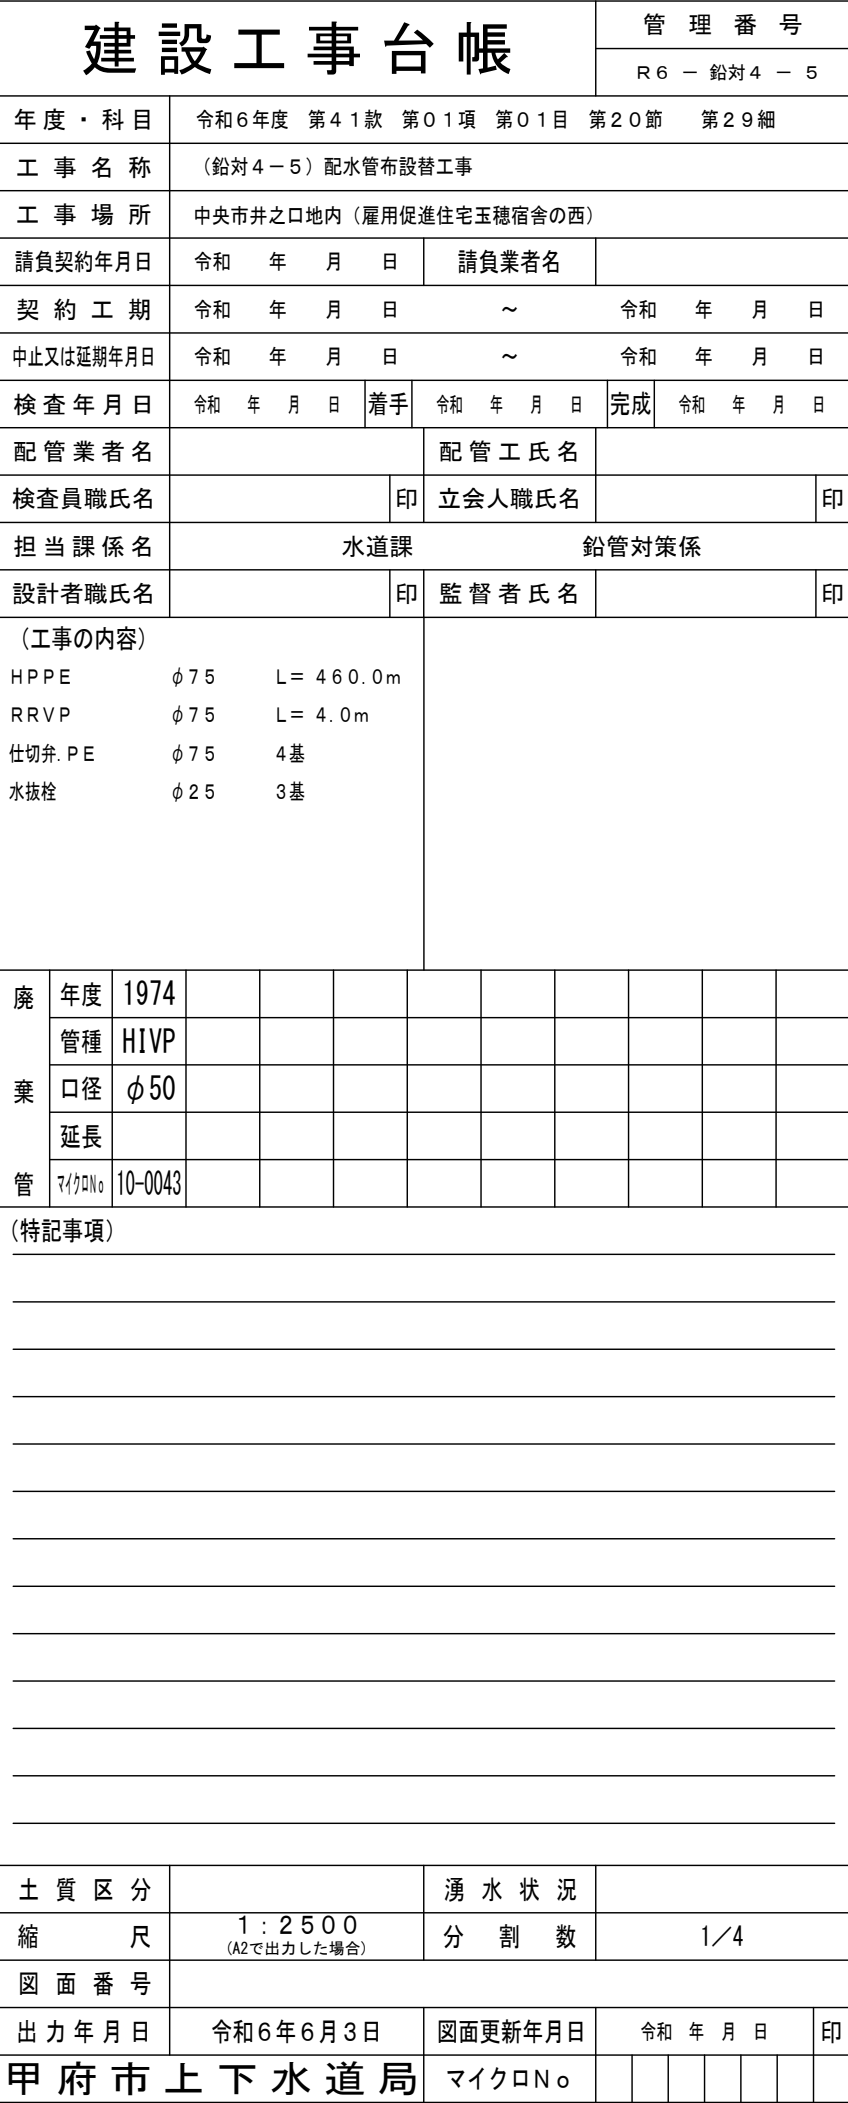 建設工事台帳
管理番号
Ｒ６ － 鉛対４ － ５
年度・科目 令和６年度 第４１款 第０１項 第０１目 第２０節 第２９細
工事名称 （鉛対４－５）配水管布設替工事
工事場所 中央市井之口地内（雇用促進住宅玉穂宿舎の西）
請負契約年月日 令和 年 月 日 請負業者名
契約工期 令和 年 月 日 ～ 令和 年 月 日
中止又は延期年月日 令和 年 月 日 ～ 令和 年 月 日
検査年月日 令和 年 月 日 着手 令和 年 月 日 完成 令和 年 月 日
配管業者名 配管工氏名
検査員職氏名 印 立会人職氏名 印
担当課係名 水道課 鉛管対策係
設計者職氏名 印 監督者氏名 印
（工事の内容）
ＨＰＰＥ φ７５ Ｌ＝ ４６０.０ｍ
ＲＲＶＰ φ７５ Ｌ＝ ４.０ｍ
仕切弁.ＰＥ φ７５ ４基
水抜栓 φ２５ ３基
廃棄管
年度 1974
管種 HIVP
口径 φ50
延長
ﾏｲｸﾛNo 10-0043
（特記事項）
土質区分 湧水状況
縮尺 １：２５００ 分割数 １／４
（A2で出力した場合）
図面番号
出力年月日 令和６年６月３日 図面更新年月日 令和 年 月 日 印
甲府市上下水道局 マイクロＮｏ